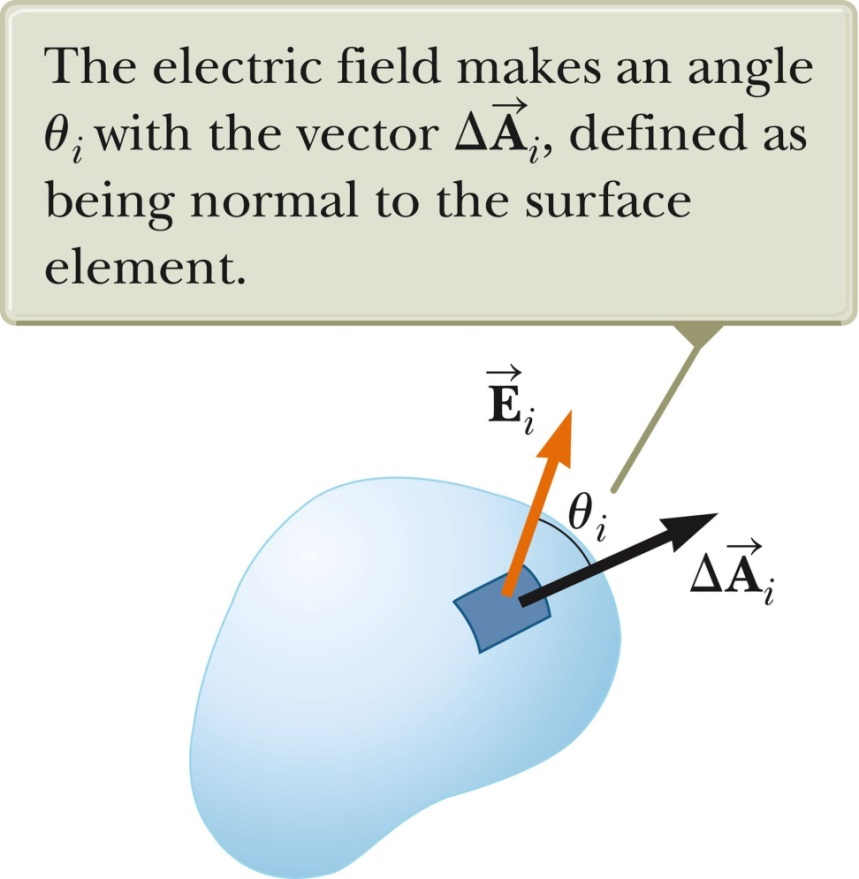 The electric field makes an angle
θᵢ with the vector ΔA⃗ᵢ, defined as
being normal to the surface
element.
E⃗ᵢ
θᵢ
ΔA⃗ᵢ